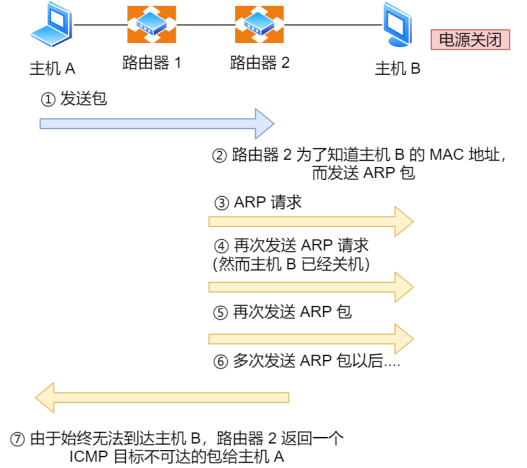 主机 A
路由器 1
路由器 2
主机 B
电源关闭
① 发送包
② 路由器 2 为了知道主机 B 的 MAC 地址，
而发送 ARP 包
③ ARP 请求
④ 再次发送 ARP 请求
（然而主机 B 已经关机）
⑤ 再次发送 ARP 包
⑥ 多次发送 ARP 包以后....
⑦ 由于始终无法到达主机 B，路由器 2 返回一个
ICMP 目标不可达的包给主机 A